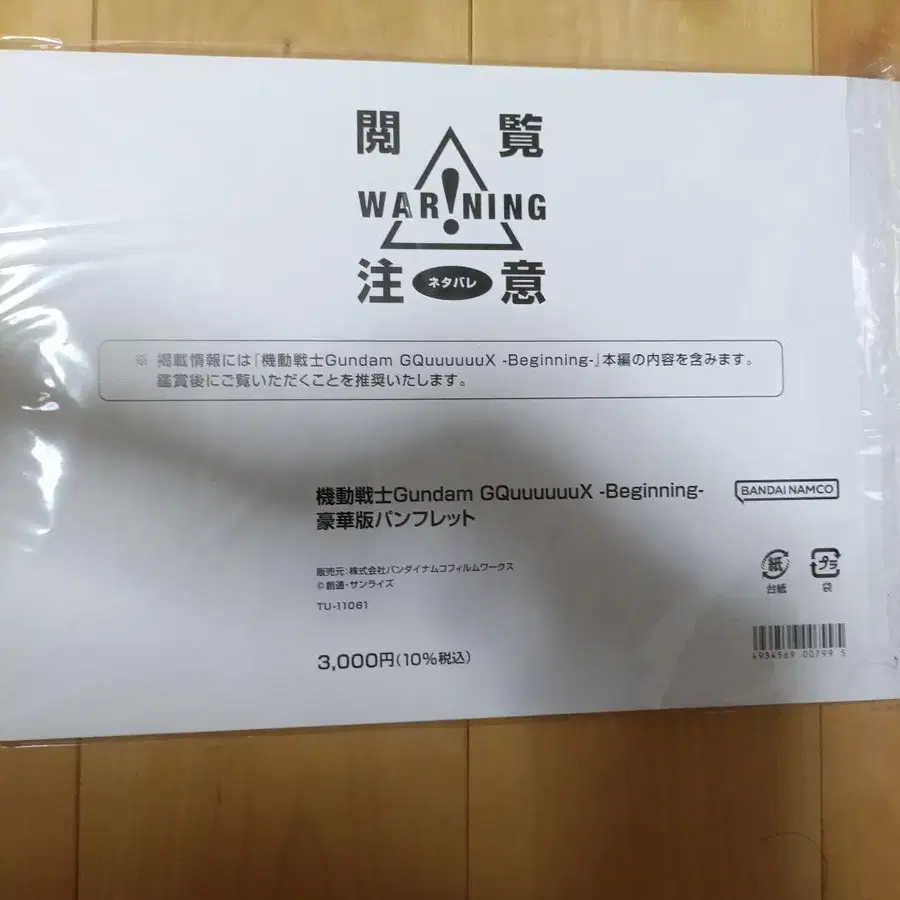 閲覧
WARNING
注意
ネタバレ
※ 掲載情報には『機動戦士Gundam GQuuuuuuX -Beginning-』本編の内容を含みます。
鑑賞後にご覧いただくことを推奨いたします。
機動戦士Gundam GQuuuuuuX -Beginning-
豪華版パンフレット
BANDAI NAMCO
販売元：株式会社バンダイナムコフィルムワークス
©創通・サンライズ
TU-11061
紙
台紙
プラ
袋
3,000円（10％税込）
4934569 00799 5